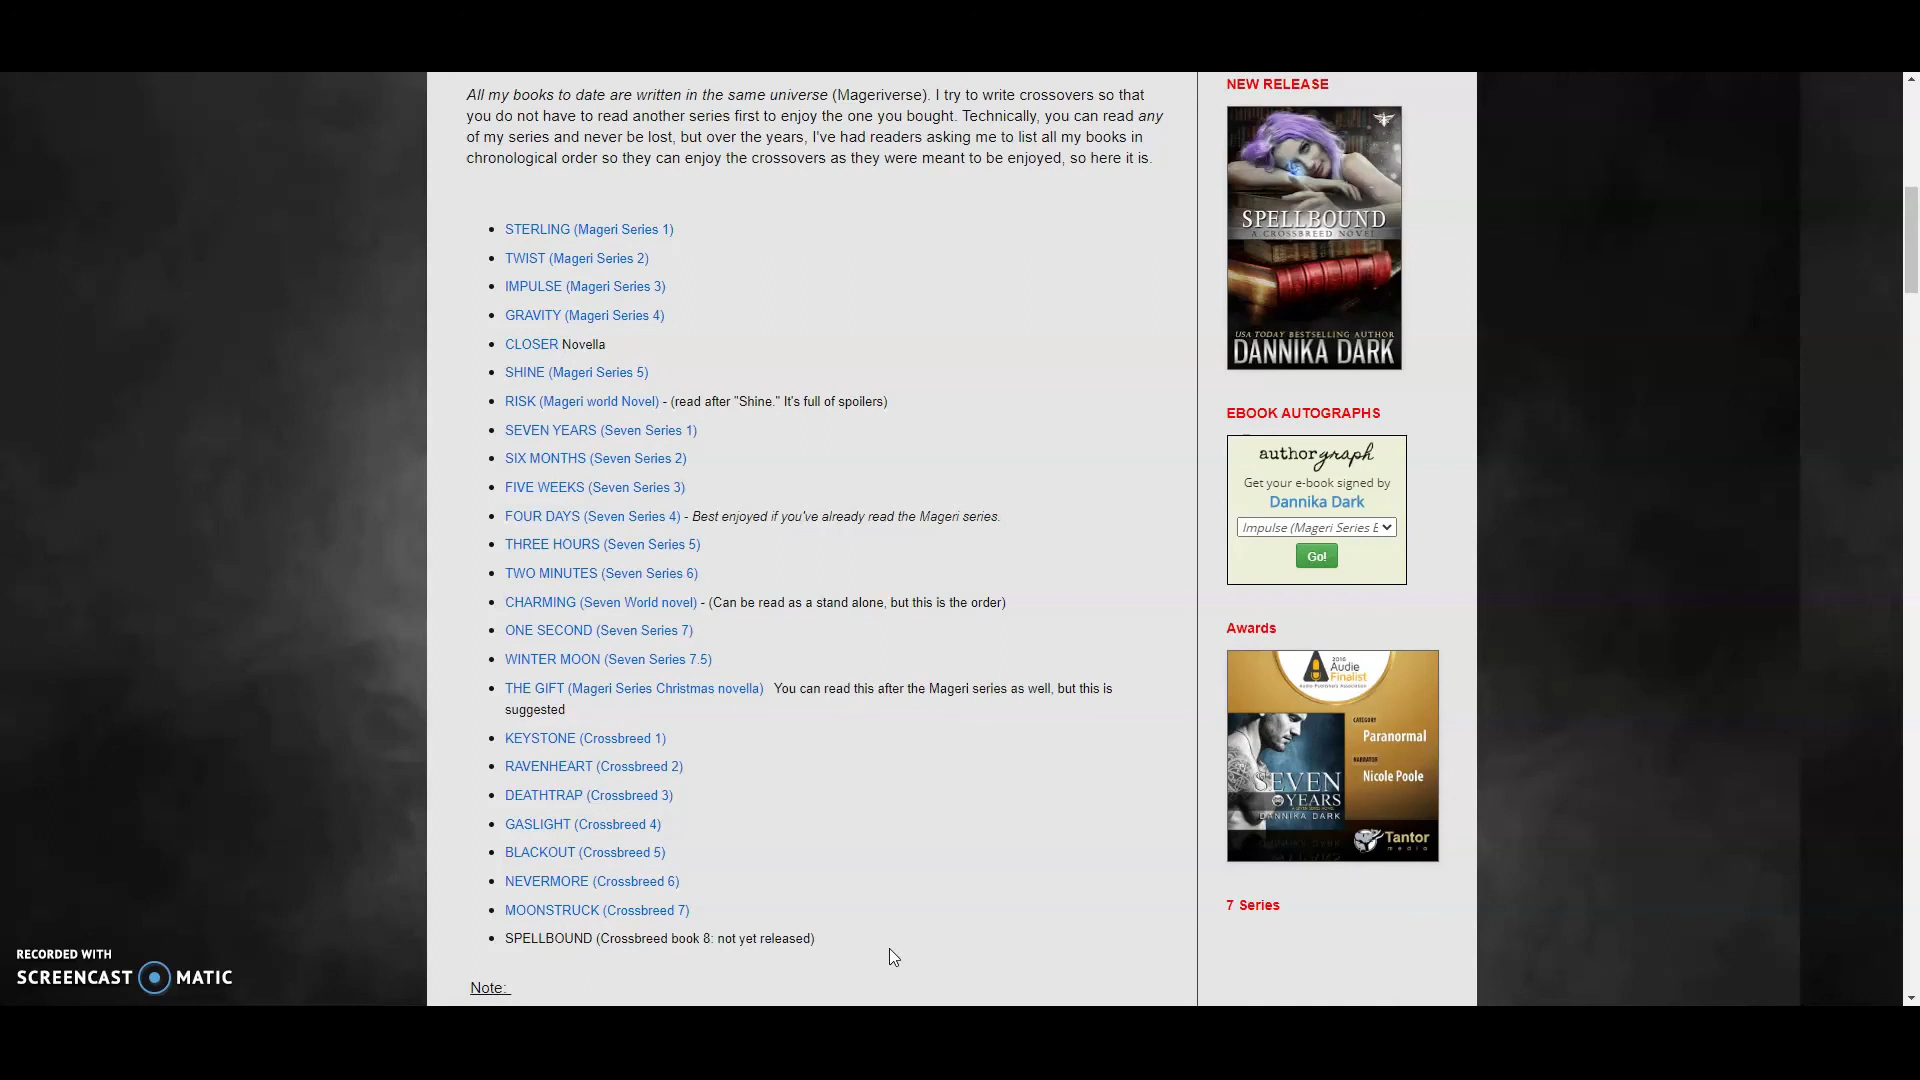 All my books to date are written in the same universe (Mageriverse). I try to write crossovers so that
you do not have to read another series first to enjoy the one you bought. Technically, you can read any
of my series and never be lost, but over the years, I've had readers asking me to list all my books in
chronological order so they can enjoy the crossovers as they were meant to be enjoyed, so here it is.
STERLING (Mageri Series 1)
TWIST (Mageri Series 2)
IMPULSE (Mageri Series 3)
GRAVITY (Mageri Series 4)
CLOSER Novella
SHINE (Mageri Series 5)
RISK (Mageri world Novel) - (read after "Shine." It's full of spoilers)
SEVEN YEARS (Seven Series 1)
SIX MONTHS (Seven Series 2)
FIVE WEEKS (Seven Series 3)
FOUR DAYS (Seven Series 4) - Best enjoyed if you've already read the Mageri series.
THREE HOURS (Seven Series 5)
TWO MINUTES (Seven Series 6)
CHARMING (Seven World novel) - (Can be read as a stand alone, but this is the order)
ONE SECOND (Seven Series 7)
WINTER MOON (Seven Series 7.5)
THE GIFT (Mageri Series Christmas novella) You can read this after the Mageri series as well, but this is
suggested
KEYSTONE (Crossbreed 1)
RAVENHEART (Crossbreed 2)
DEATHTRAP (Crossbreed 3)
GASLIGHT (Crossbreed 4)
BLACKOUT (Crossbreed 5)
NEVERMORE (Crossbreed 6)
MOONSTRUCK (Crossbreed 7)
SPELLBOUND (Crossbreed book 8: not yet released)
Note:
NEW RELEASE
SPELLBOUND
A CROSSBREED NOVEL
USA TODAY BESTSELLING AUTHOR
DANNIKA DARK
EBOOK AUTOGRAPHS
authorgraph
Get your e-book signed by
Dannika Dark
Impulse (Mageri Series E
Go!
Awards
2016
Audie
Finalist
Audio Publishers Association
CATEGORY
Paranormal
NARRATOR
Nicole Poole
SEVEN
YEARS
A SEVEN SERIES NOVEL
DANNIKA DARK
Tantor
media
7 Series
RECORDED WITH
SCREENCAST MATIC